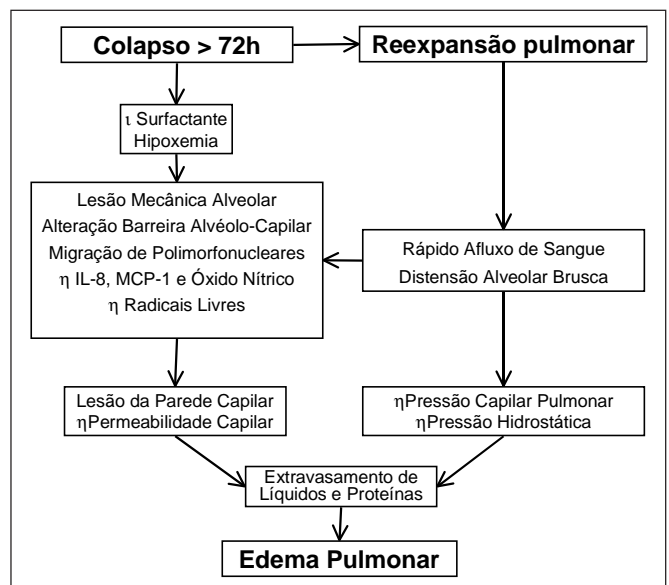 Colapso > 72h
Reexpansão pulmonar
ι Surfactante
Hipoxemia
Lesão Mecânica Alveolar
Alteração Barreira Alvéolo-Capilar
Migração de Polimorfonucleares
η IL-8, MCP-1 e Óxido Nítrico
η Radicais Livres
Rápido Afluxo de Sangue
Distensão Alveolar Brusca
Lesão da Parede Capilar
ηPermeabilidade Capilar
ηPressão Capilar Pulmonar
ηPressão Hidrostática
Extravasamento de
Líquidos e Proteínas
Edema Pulmonar